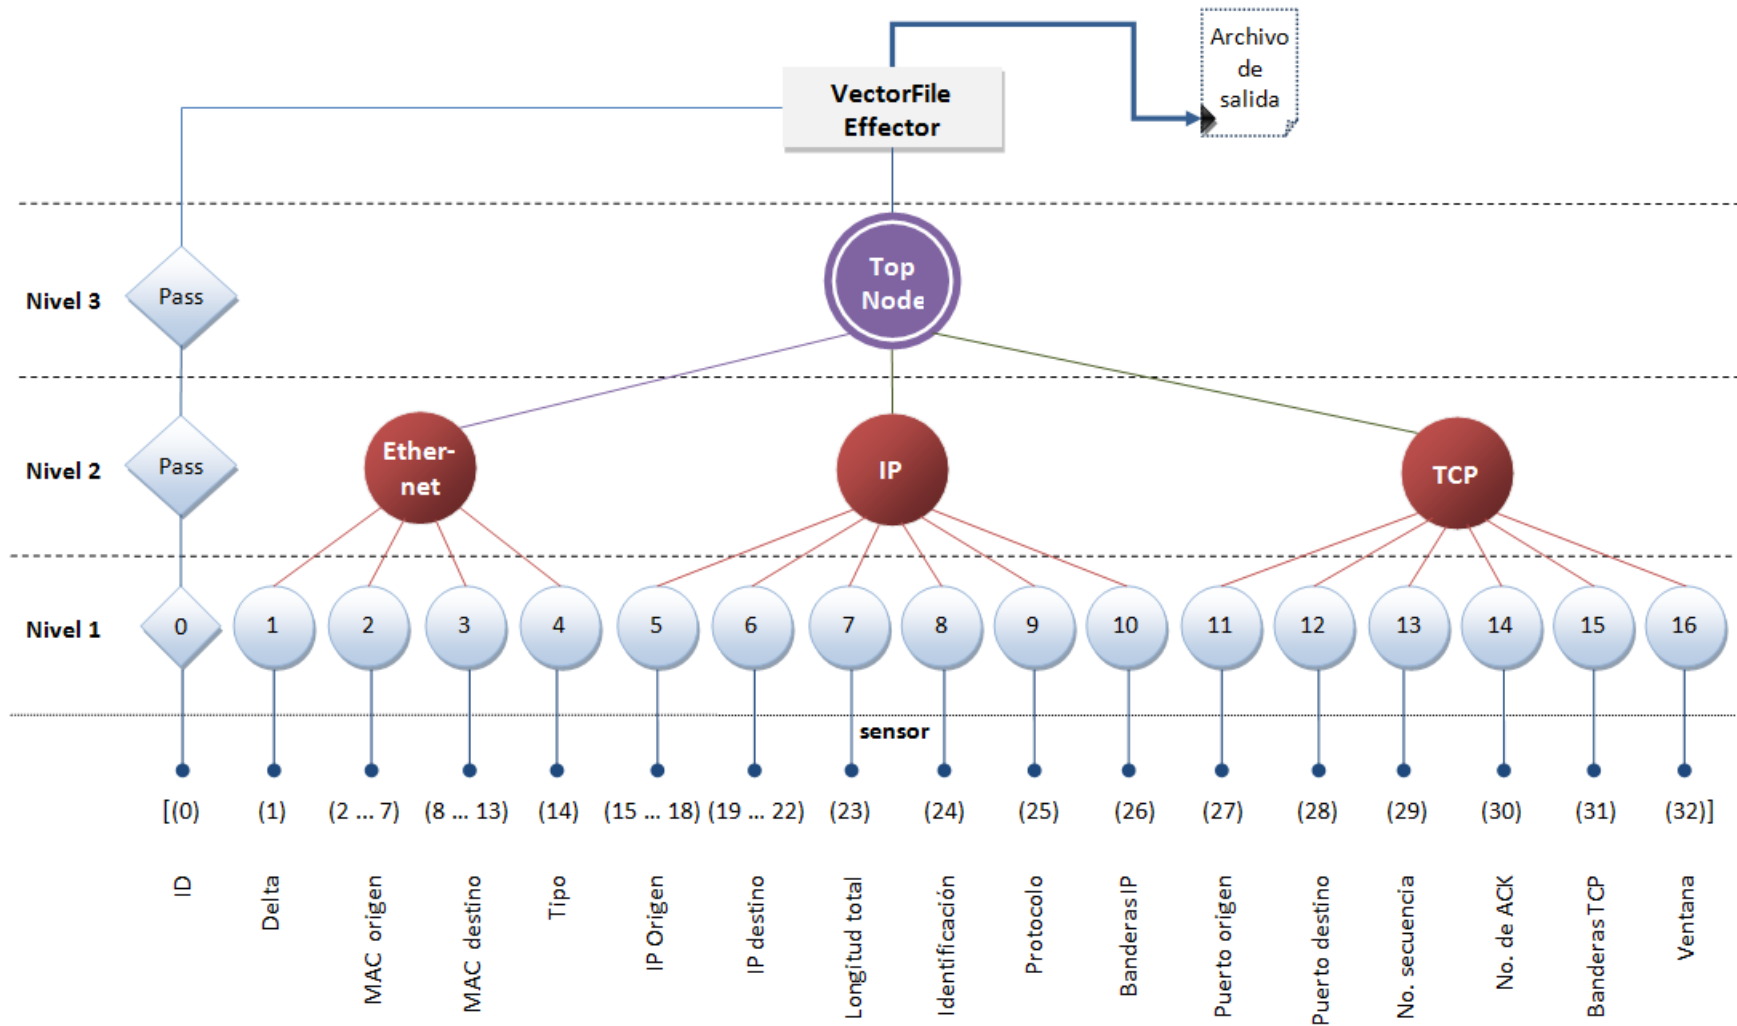 Archivo
de
salida
VectorFile
Effector
Nivel 3
Pass
Top
Node
Nivel 2
Pass
Ether-
net
IP
TCP
Nivel 1
0 1 2 3 4 5 6 7 8 9 10 11 12 13 14 15 16
sensor
[(0) (1) (2 ... 7) (8 ... 13) (14) (15 ... 18) (19 ... 22) (23) (24) (25) (26) (27) (28) (29) (30) (31) (32)]
ID
Delta
MAC origen
MAC destino
Tipo
IP Origen
IP destino
Longitud total
Identificación
Protocolo
Banderas IP
Puerto origen
Puerto destino
No. secuencia
No. de ACK
Banderas TCP
Ventana